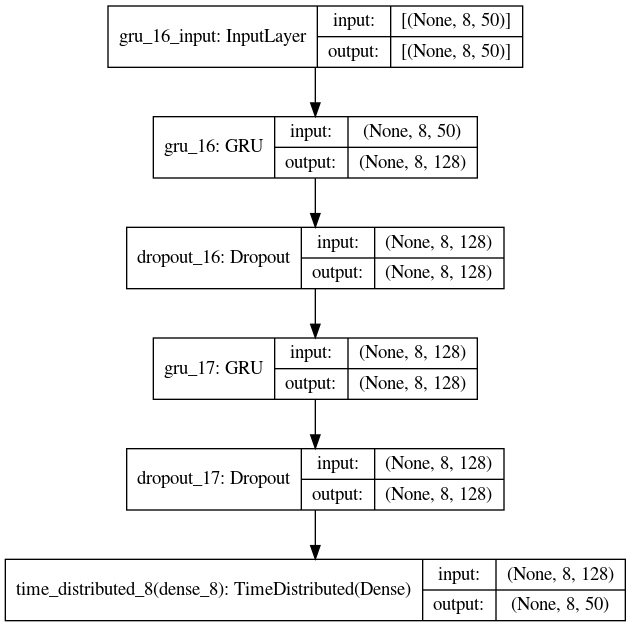 gru_16_input: InputLayer
input: [(None, 8, 50)]
output: [(None, 8, 50)]
gru_16: GRU
input: (None, 8, 50)
output: (None, 8, 128)
dropout_16: Dropout
input: (None, 8, 128)
output: (None, 8, 128)
gru_17: GRU
input: (None, 8, 128)
output: (None, 8, 128)
dropout_17: Dropout
input: (None, 8, 128)
output: (None, 8, 128)
time_distributed_8(dense_8): TimeDistributed(Dense)
input: (None, 8, 128)
output: (None, 8, 50)